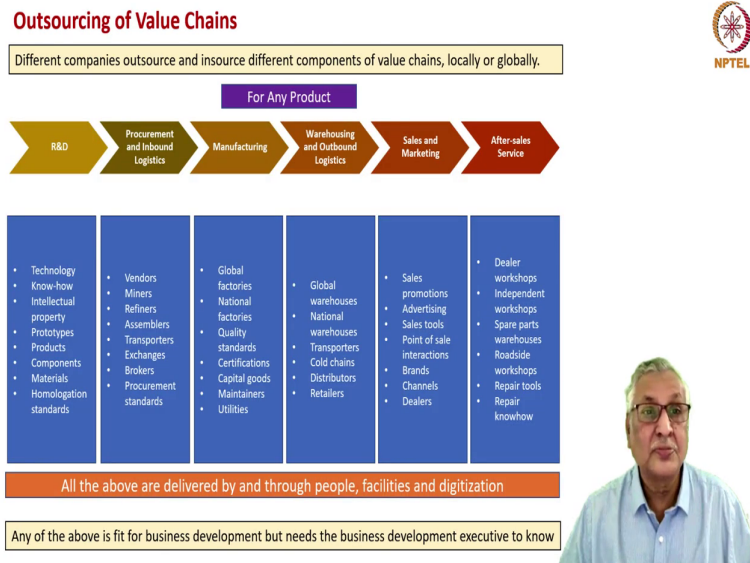 Outsourcing of Value Chains
NPTEL
Different companies outsource and insource different components of value chains, locally or globally.
For Any Product
R&D
Procurement
and Inbound
Logistics
Manufacturing
Warehousing
and Outbound
Logistics
Sales and
Marketing
After-sales
Service
• Technology
• Know-how
• Intellectual
property
• Prototypes
• Products
• Components
• Materials
• Homologation
standards
• Vendors
• Miners
• Refiners
• Assemblers
• Transporters
• Exchanges
• Brokers
• Procurement
standards
• Global
factories
• National
factories
• Quality
standards
• Certifications
• Capital goods
• Maintainers
• Utilities
• Global
warehouses
• National
warehouses
• Transporters
• Cold chains
• Distributors
• Retailers
• Sales
promotions
• Advertising
• Sales tools
• Point of sale
interactions
• Brands
• Channels
• Dealers
• Dealer
workshops
• Independent
workshops
• Spare parts
warehouses
• Roadside
workshops
• Repair tools
• Repair
knowhow
All the above are delivered by and through people, facilities and digitization
Any of the above is fit for business development but needs the business development executive to know